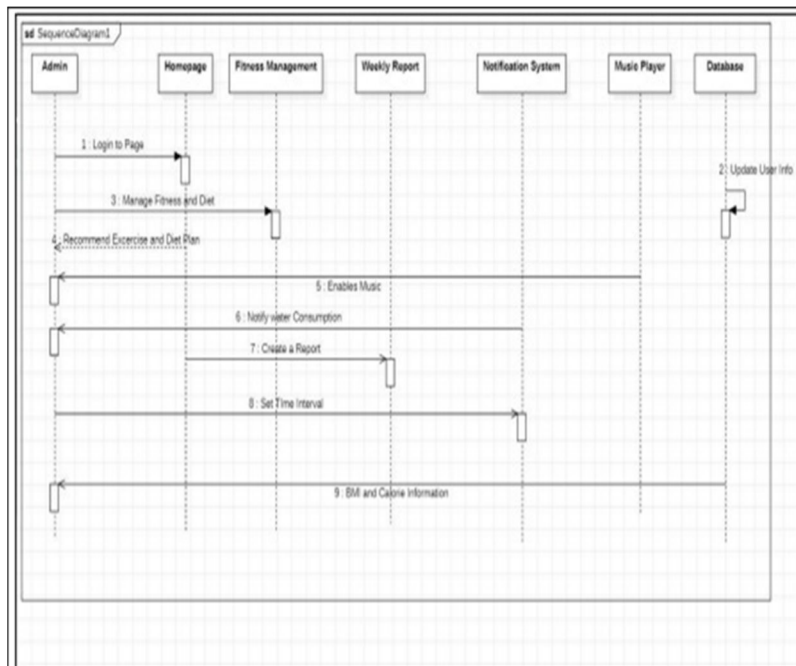 sd SequenceDiagram1
Admin
Homepage
Fitness Management
Weekly Report
Notification System
Music Player
Database
1 : Login to Page
2 : Update User Info
3 : Manage Fitness and Diet
4 : Recommend Excercise and Diet Plan
5 : Enables Music
6 : Notify water Consumption
7 : Create a Report
8 : Set Time Interval
9 : BMI and Calorie Information